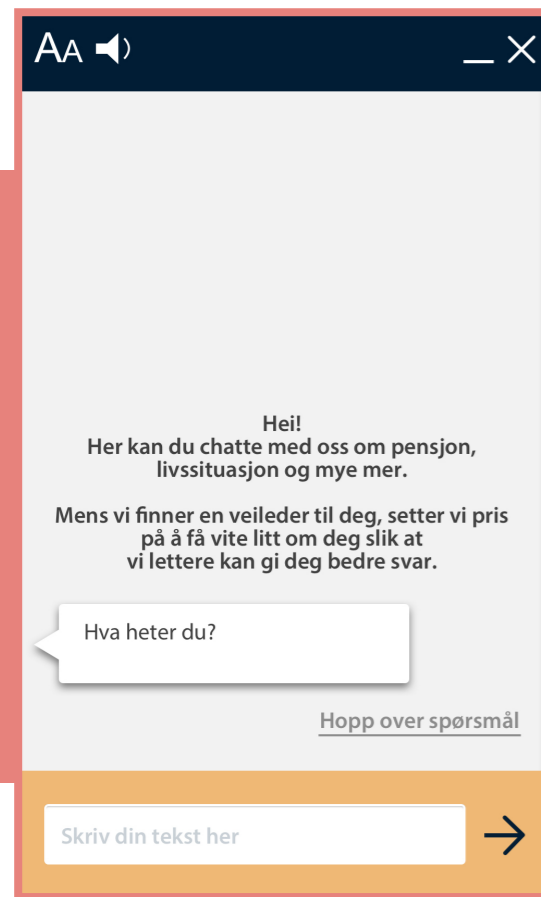 AA
Hei!
Her kan du chatte med oss om pensjon,
livssituasjon og mye mer.
Mens vi finner en veileder til deg, setter vi pris
på å få vite litt om deg slik at
vi lettere kan gi deg bedre svar.
Hva heter du?
Hopp over spørsmål
Skriv din tekst her